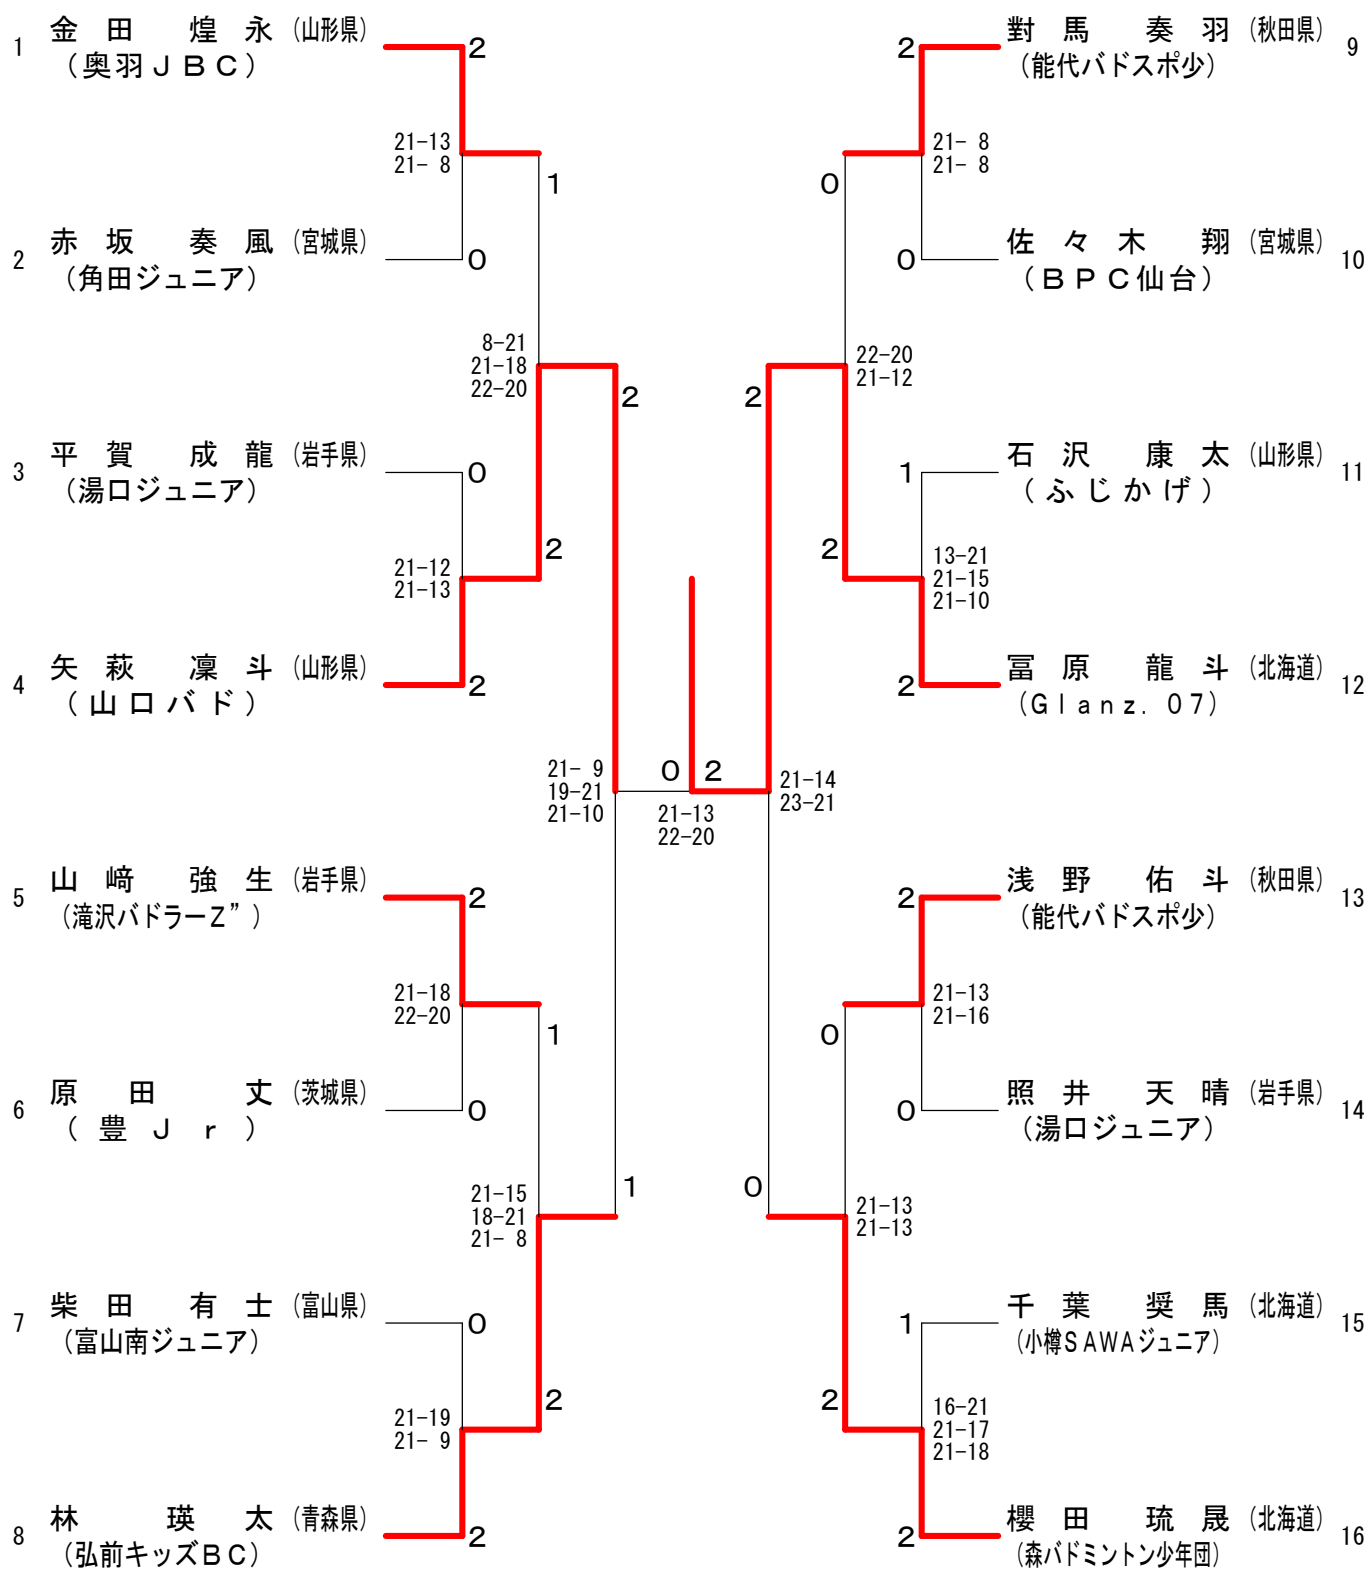 1 金田 煌永 (山形県) 2
(奥羽JBC)
21-13
21- 8
1
2 赤坂 奏風 (宮城県) 0
(角田ジュニア)
8-21
21-18
22-20
2
3 平賀 成龍 (岩手県) 0
(湯口ジュニア)
21-12
21-13
2
4 矢萩 凜斗 (山形県) 2
(山口バド)
21- 9
19-21
21-10
5 山﨑 強生 (岩手県) 2
(滝沢バドラーZ”)
21-18
22-20
1
6 原田 丈 (茨城県) 0
(豊Jr)
21-15
18-21
21- 8
1
7 柴田 有士 (富山県) 0
(富山南ジュニア)
21-19
21- 9
2
8 林 瑛太 (青森県) 2
(弘前キッズBC)
0 2
21-13
22-20
2 對馬 奏羽 (秋田県) 9
(能代バドスポ少)
21- 8
21- 8
0
0 佐々木 翔 (宮城県) 10
(BPC仙台)
22-20
21-12
2
1 石沢 康太 (山形県) 11
(ふじかげ)
13-21
21-15
21-10
2
2 冨原 龍斗 (北海道) 12
(Glanz.07)
21-14
23-21
2 浅野 佑斗 (秋田県) 13
(能代バドスポ少)
21-13
21-16
0
0 照井 天晴 (岩手県) 14
(湯口ジュニア)
21-13
21-13
0
1 千葉 奨馬 (北海道) 15
(小樽SAWAジュニア)
16-21
21-17
21-18
2
2 櫻田 琉晟 (北海道) 16
(森バドミントン少年団)